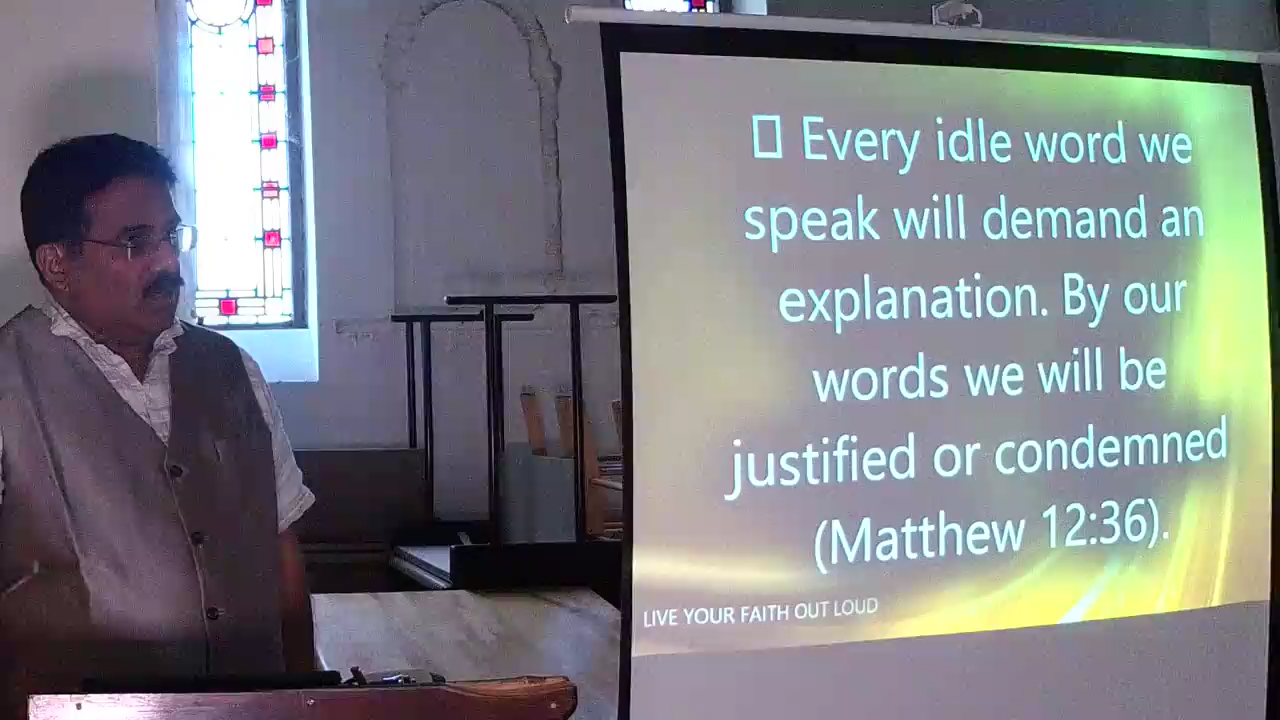 ▯ Every idle word we
speak will demand an
explanation. By our
words we will be
justified or condemned
(Matthew 12:36).
LIVE YOUR FAITH OUT LOUD